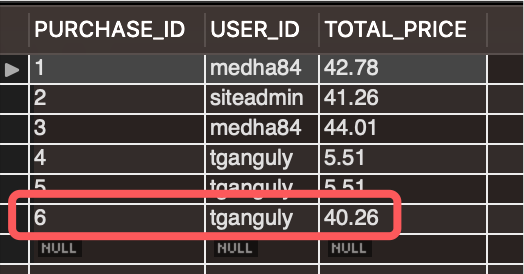 PURCHASE_ID USER_ID TOTAL_PRICE
1 medha84 42.78
2 siteadmin 41.26
3 medha84 44.01
4 tganguly 5.51
5 tganguly 5.51
6 tganguly 40.26
NULL NULL NULL